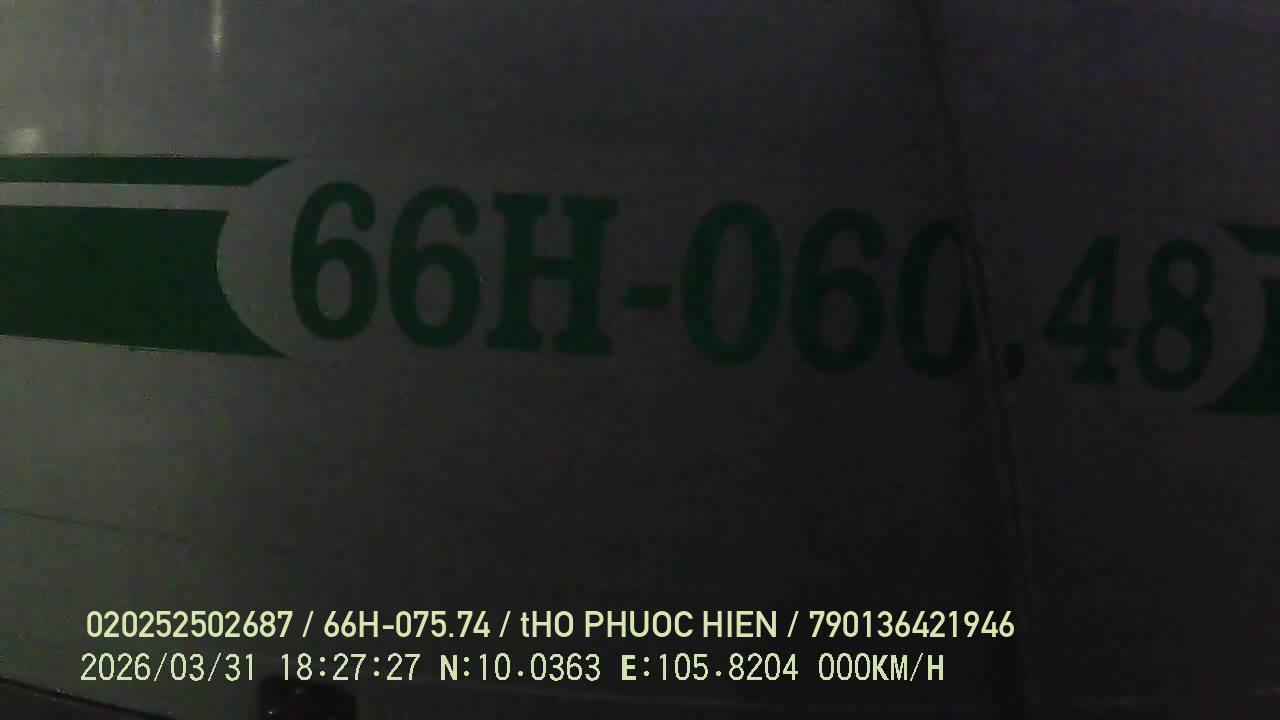 66H-060.48
020252502687 / 66H-075.74 / tHO PHUOC HIEN / 790136421946
2026/03/31 18:27:27 N:10.0363 E:105.8204 000KM/H